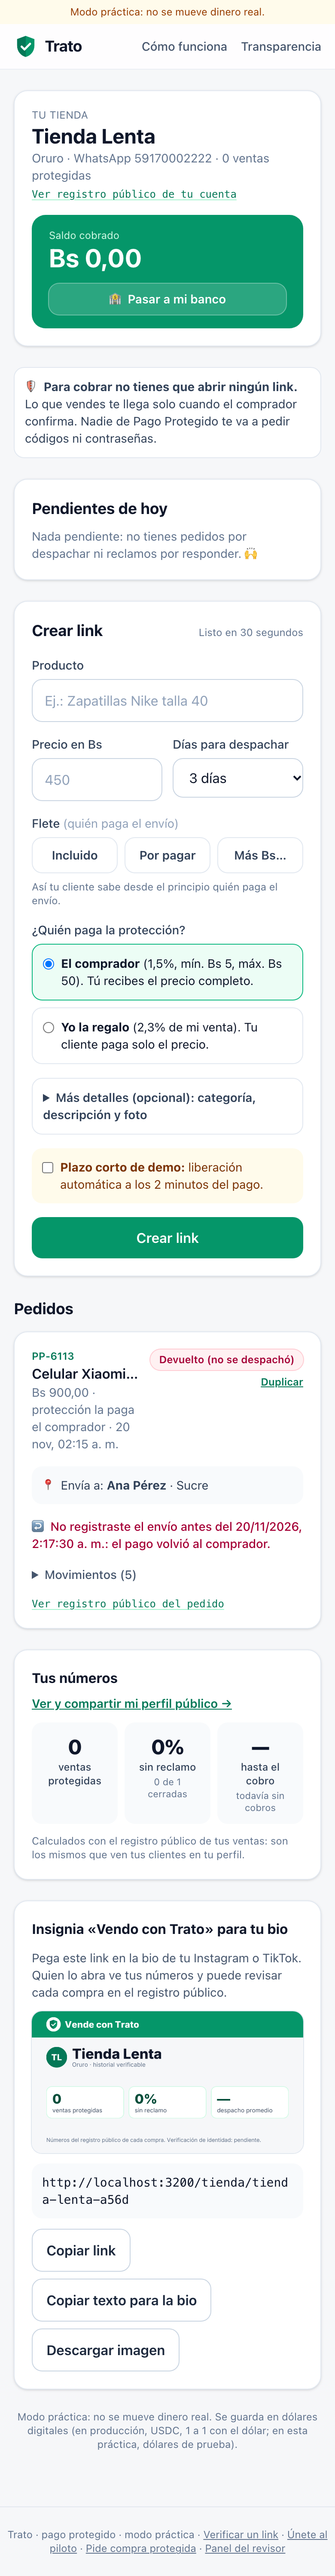 Modo práctica: no se mueve dinero real.
Trato
Cómo funciona
Transparencia
TU TIENDA
Tienda Lenta
Oruro · WhatsApp 59170002222 · 0 ventas
protegidas
Ver registro público de tu cuenta
Saldo cobrado
Bs 0,00
Pasar a mi banco
Para cobrar no tienes que abrir ningún link.
Lo que vendes te llega solo cuando el comprador
confirma. Nadie de Pago Protegido te va a pedir
códigos ni contraseñas.
Pendientes de hoy
Nada pendiente: no tienes pedidos por
despachar ni reclamos por responder. 🙌
Crear link
Listo en 30 segundos
Producto
Ej.: Zapatillas Nike talla 40
Precio en Bs
Días para despachar
450
3 días
Flete (quién paga el envío)
Incluido
Por pagar
Más Bs...
Así tu cliente sabe desde el principio quién paga el
envío.
¿Quién paga la protección?
El comprador (1,5%, mín. Bs 5, máx. Bs
50). Tú recibes el precio completo.
Yo la regalo (2,3% de mi venta). Tu
cliente paga solo el precio.
Más detalles (opcional): categoría,
descripción y foto
Plazo corto de demo: liberación
automática a los 2 minutos del pago.
Crear link
Pedidos
PP-6113
Celular Xiaomi...
Devuelto (no se despachó)
Duplicar
Bs 900,00 ·
protección la paga
el comprador · 20
nov, 02:15 a. m.
Envía a: Ana Pérez · Sucre
No registraste el envío antes del 20/11/2026,
2:17:30 a. m.: el pago volvió al comprador.
Movimientos (5)
Ver registro público del pedido
Tus números
Ver y compartir mi perfil público →
0
ventas
protegidas
0%
sin reclamo
0 de 1
cerradas
—
hasta el
cobro
todavía sin
cobros
Calculados con el registro público de tus ventas: son
los mismos que ven tus clientes en tu perfil.
Insignia «Vendo con Trato» para tu bio
Pega este link en la bio de tu Instagram o TikTok.
Quien lo abra ve tus números y puede revisar
cada compra en el registro público.
Vende con Trato
TL
Tienda Lenta
Oruro · historial verificable
0
ventas protegidas
0%
sin reclamo
—
despacho promedio
Números del registro público de cada compra. Verificación de identidad: pendiente.
http://localhost:3200/tienda/tiend
a-lenta-a56d
Copiar link
Copiar texto para la bio
Descargar imagen
Modo práctica: no se mueve dinero real. Se guarda en dólares
digitales (en producción, USDC, 1 a 1 con el dólar; en esta
práctica, dólares de prueba).
Trato · pago protegido · modo práctica · Verificar un link · Únete al
piloto · Pide compra protegida · Panel del revisor